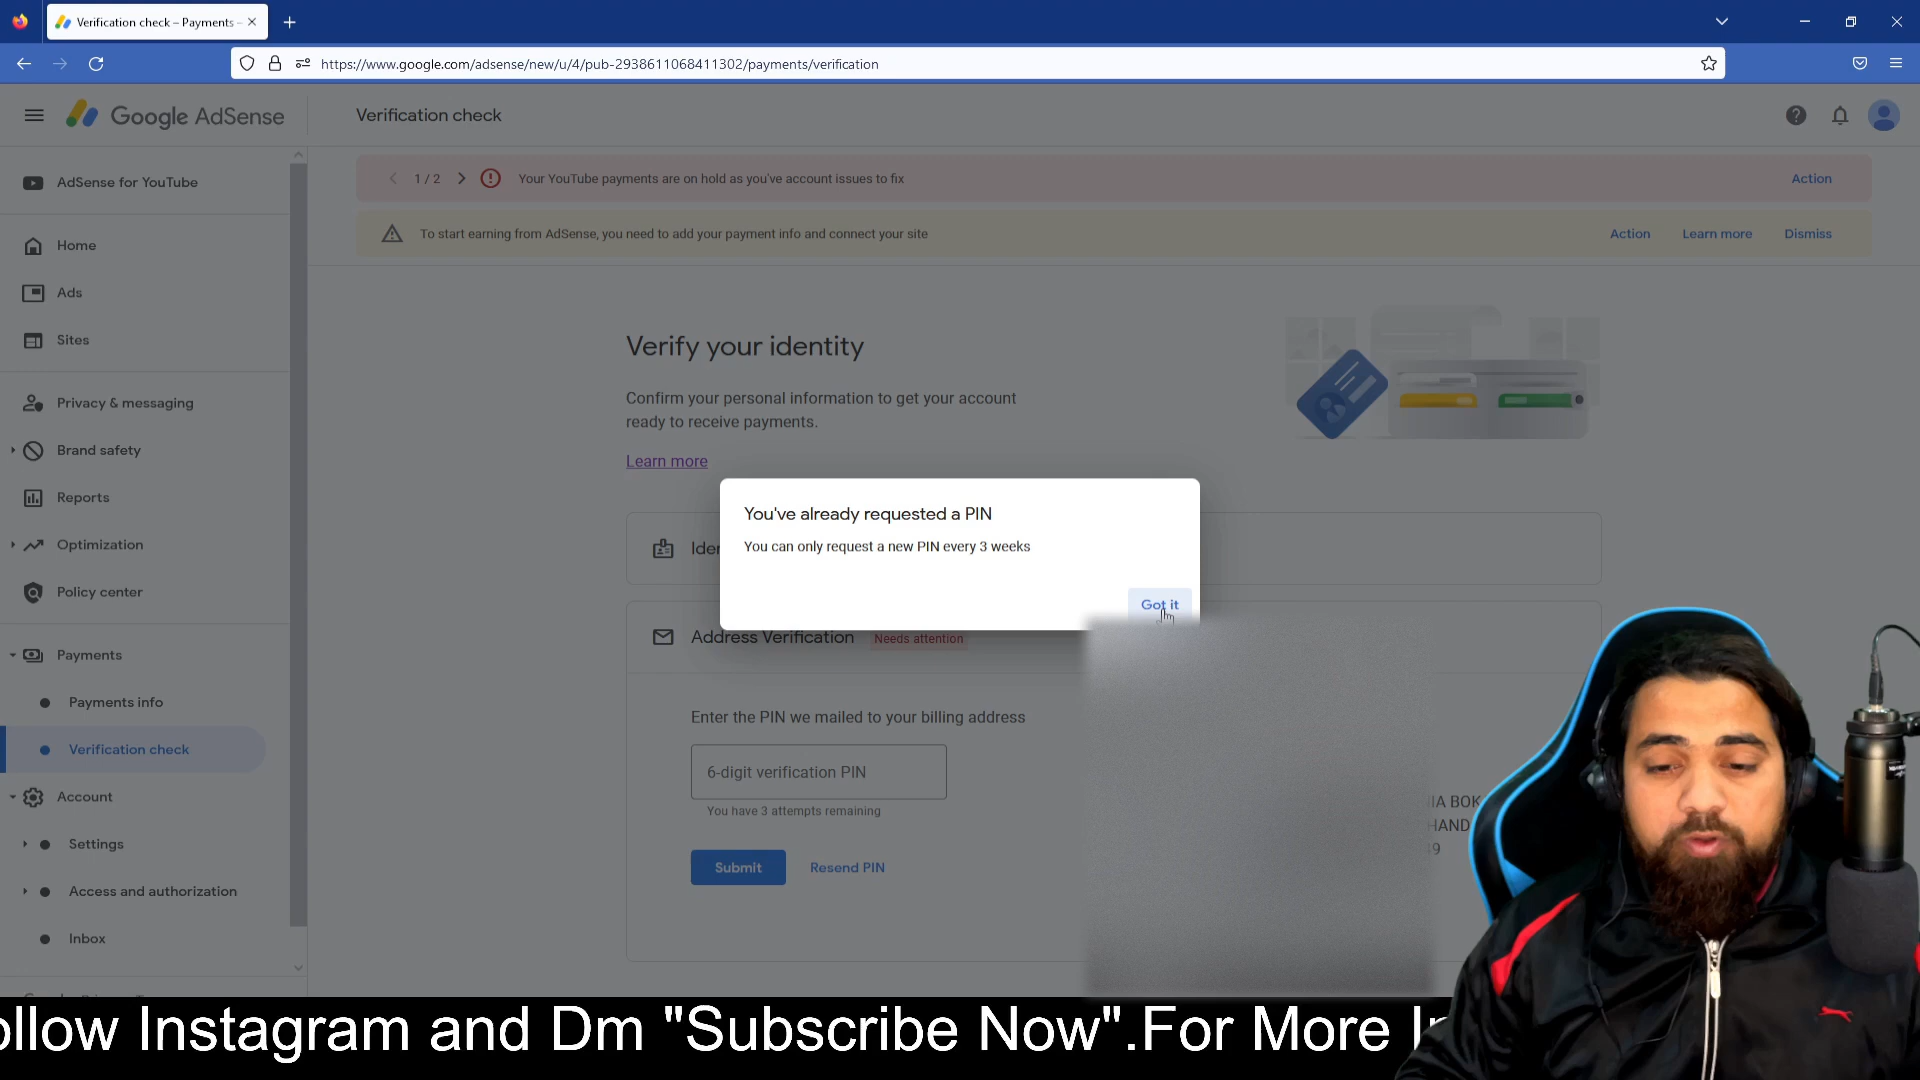 Verification check – Payments –
https://www.google.com/adsense/new/u/4/pub-2938611068411302/payments/verification
Google AdSense
Verification check
AdSense for YouTube
1 / 2
Your YouTube payments are on hold as you've account issues to fix
Action
To start earning from AdSense, you need to add your payment info and connect your site
Action
Learn more
Dismiss
Home
Ads
Sites
Privacy & messaging
Brand safety
Reports
Optimization
Policy center
Payments
Payments info
Verification check
Account
Settings
Access and authorization
Inbox
Verify your identity
Confirm your personal information to get your account
ready to receive payments.
Learn more
You've already requested a PIN
You can only request a new PIN every 3 weeks
Got it
Address Verification
Needs attention
Enter the PIN we mailed to your billing address
6-digit verification PIN
You have 3 attempts remaining
Submit
Resend PIN
ollow Instagram and Dm "Subscribe Now".For More